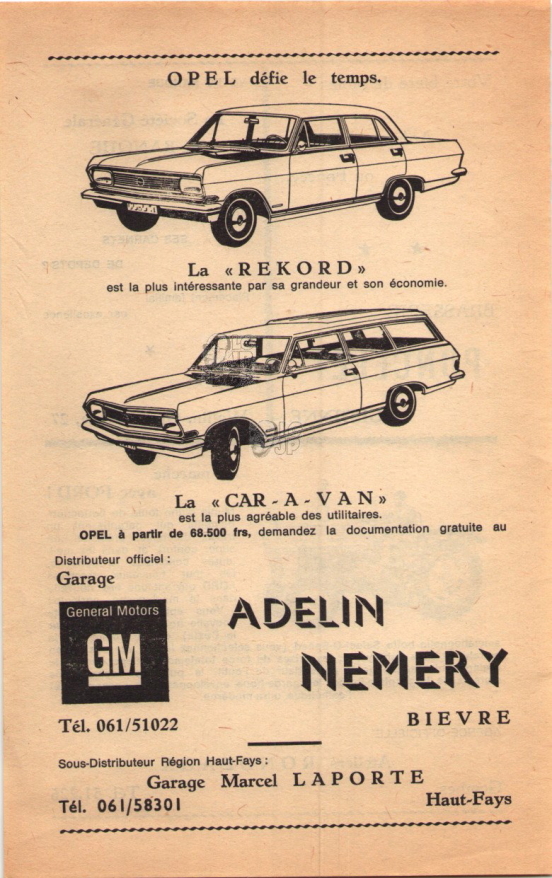 OPEL défie le temps.
La «REKORD»
est la plus intéressante par sa grandeur et son économie.
La «CAR-A-VAN»
est la plus agréable des utilitaires.
OPEL à partir de 68.500 frs, demandez la documentation gratuite au
Distributeur officiel :
Garage
General Motors
GM
ADELIN
NEMERY
Tél. 061/51022
BIEVRE
Sous-Distributeur Région Haut-Fays :
Garage Marcel LAPORTE
Tél. 061/58301
Haut-Fays